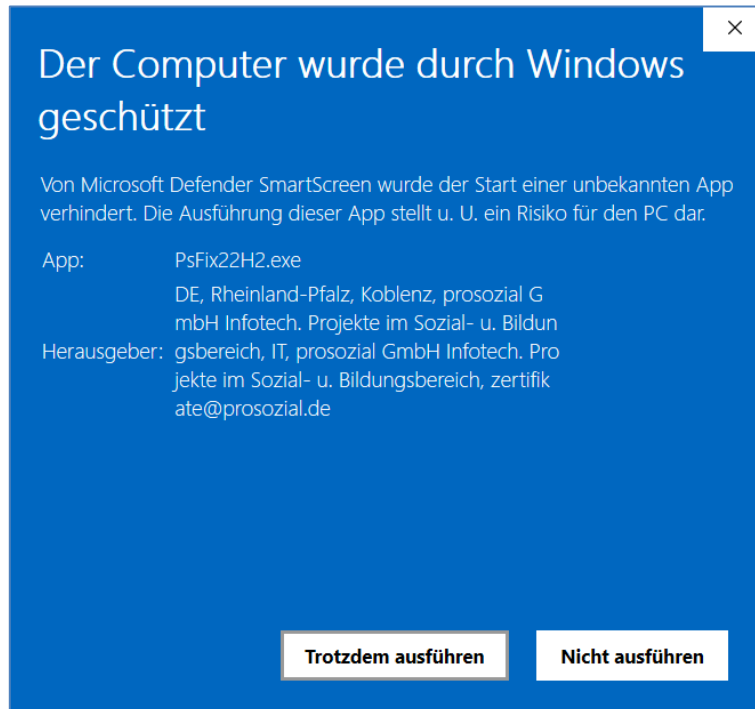 Der Computer wurde durch Windows
geschützt
Von Microsoft Defender SmartScreen wurde der Start einer unbekannten App
verhindert. Die Ausführung dieser App stellt u. U. ein Risiko für den PC dar.
App: PsFix22H2.exe
DE, Rheinland-Pfalz, Koblenz, prosozial G
mbH Infotech. Projekte im Sozial- u. Bildun
Herausgeber: gsbereich, IT, prosozial GmbH Infotech. Pro
jekte im Sozial- u. Bildungsbereich, zertifik
ate@prosozial.de
Trotzdem ausführen Nicht ausführen